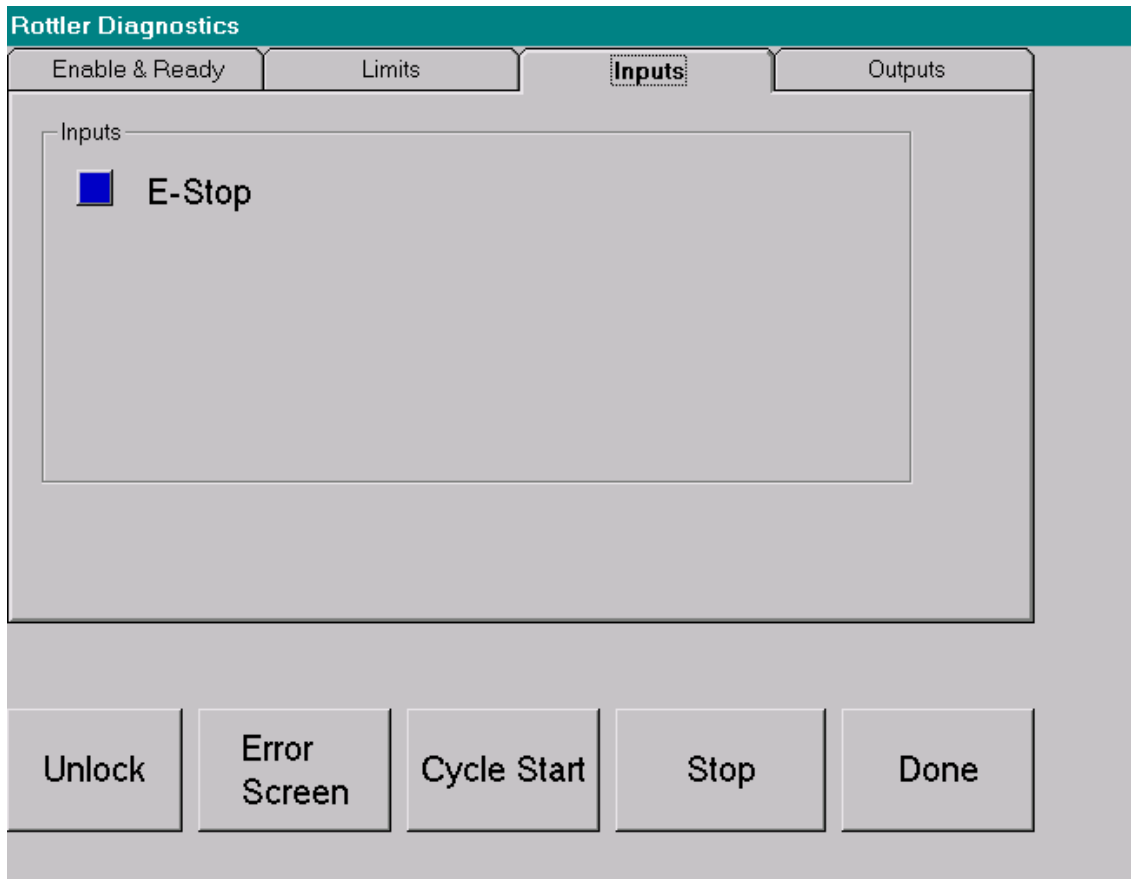 Rottler Diagnostics
Enable & Ready Limits Inputs Outputs
Inputs
E-Stop
Unlock
Error
Screen
Cycle Start
Stop
Done